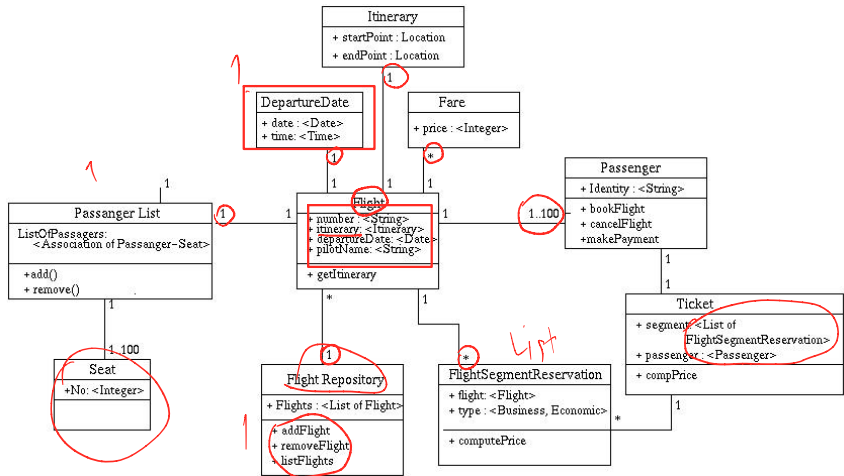 Itinerary
+ startPoint : Location
+ endPoint : Location
1
1
DepartureDate
+ date : <Date>
+ time: <Time>
Fare
+ price : <Integer>
1
*
1
1
1
Passenger
+ Identity : <String>
+ bookFlight
+ cancelFlight
+makePayment
1
1
Passanger List
ListOfPassagers:
<Association of Passanger-Seat>
+add()
+ remove()
1
1
Flight
+ number : <String>
+ itinerary: <Itinerary>
+ departureDate: <Date>
+ pilotName: <String>
+ getItinerary
1
1..100
1
1
Ticket
+ segment: <List of
FlightSegmentReservation>
+ passenger : <Passenger>
+ compPrice
1
1
1..100
Seat
+No: <Integer>
*
1
1
Flight Repository
+ Flights : <List of Flight>
+ addFlight
+ removeFlight
+ listFlights
1
1
*
List
FlightSegmentReservation
+ flight: <Flight>
+ type : <Business, Economic>
+ computePrice
*